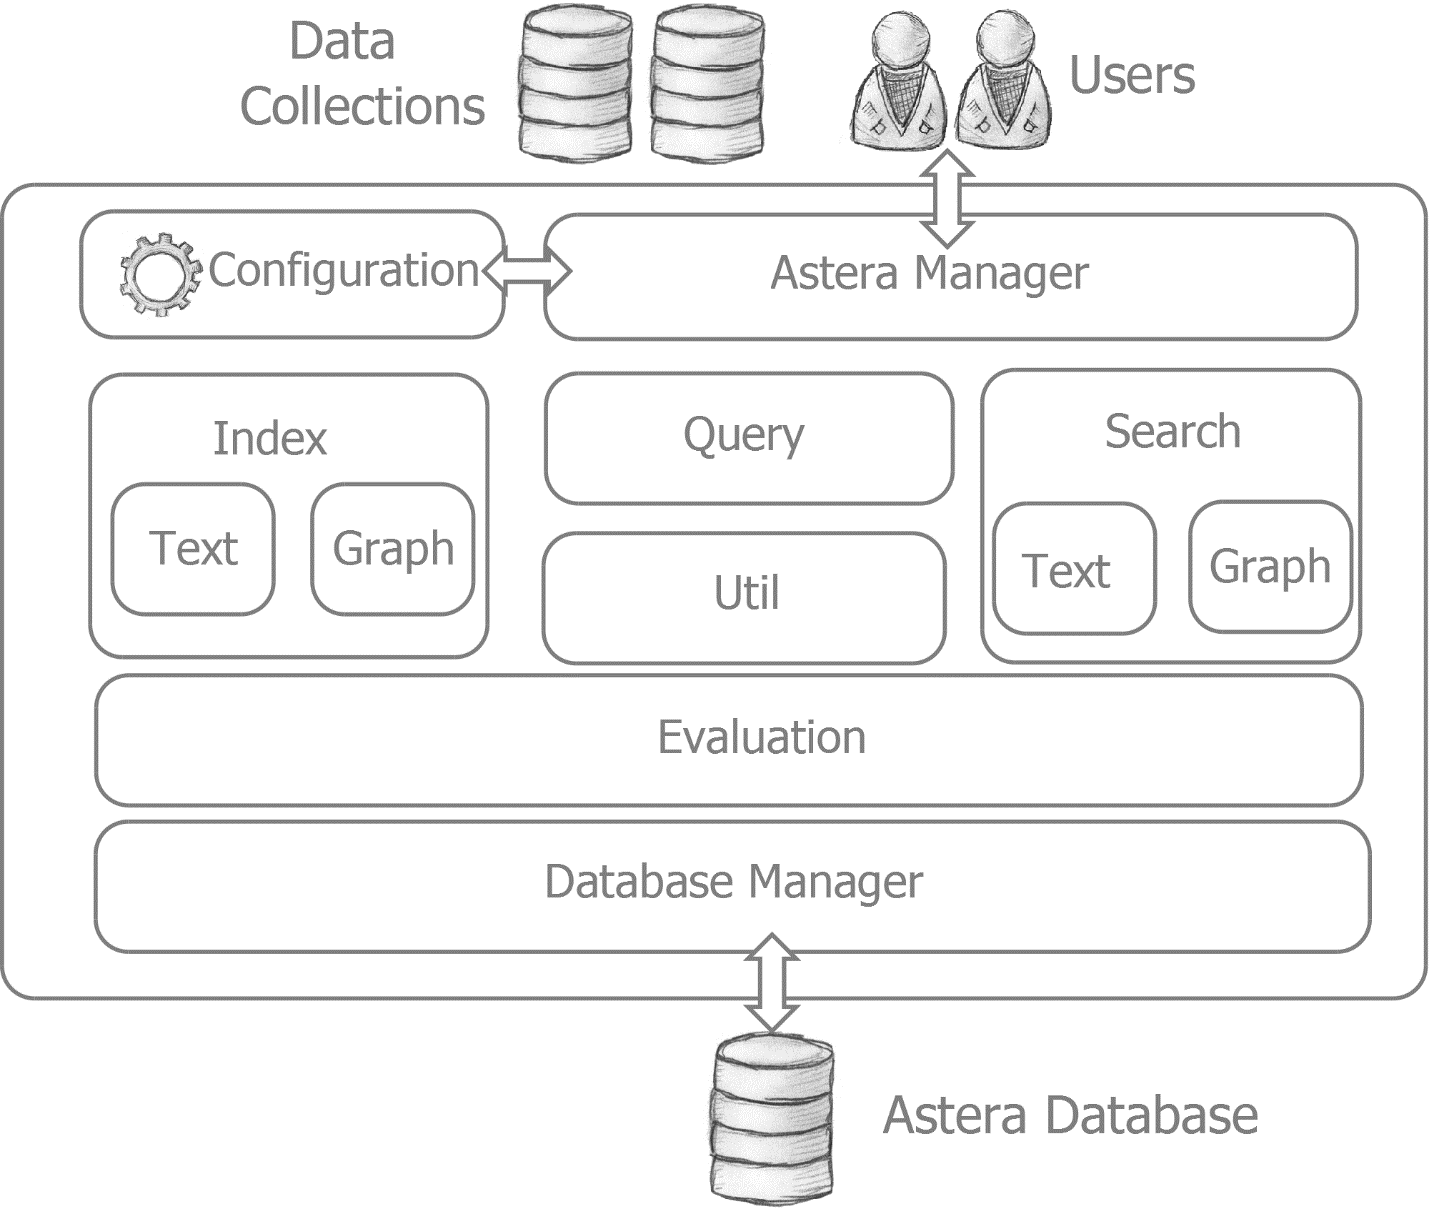 Data
Collections
Users
Configuration
Astera Manager
Index
Query
Search
Text
Graph
Util
Text
Graph
Evaluation
Database Manager
Astera Database